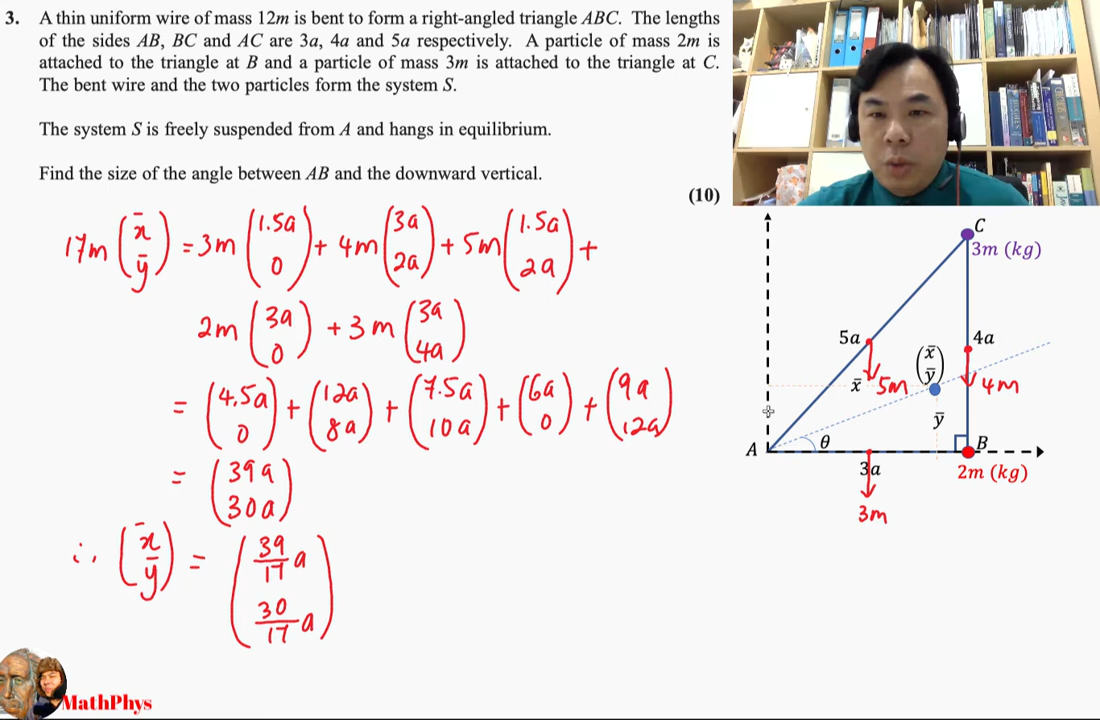 3. A thin uniform wire of mass 12m is bent to form a right-angled triangle ABC. The lengths
of the sides AB, BC and AC are 3a, 4a and 5a respectively. A particle of mass 2m is
attached to the triangle at B and a particle of mass 3m is attached to the triangle at C.
The bent wire and the two particles form the system S.
The system S is freely suspended from A and hangs in equilibrium.
Find the size of the angle between AB and the downward vertical.
(10)
17m (x̄ ȳ) = 3m (1.5a 0) + 4m (3a 2a) + 5m (1.5a 2a) +
2m (3a 0) + 3m (3a 4a)
= (4.5a 0) + (12a 8a) + (7.5a 10a) + (6a 0) + (9a 12a)
= (39a 30a)
∴ (x̄ ȳ) = (39/17 a 30/17 a)
C
3m (kg)
5a
4a
(x̄ ȳ)
x̄
5m
4m
ȳ
θ
A
B
3a
2m (kg)
3m
MathPhys